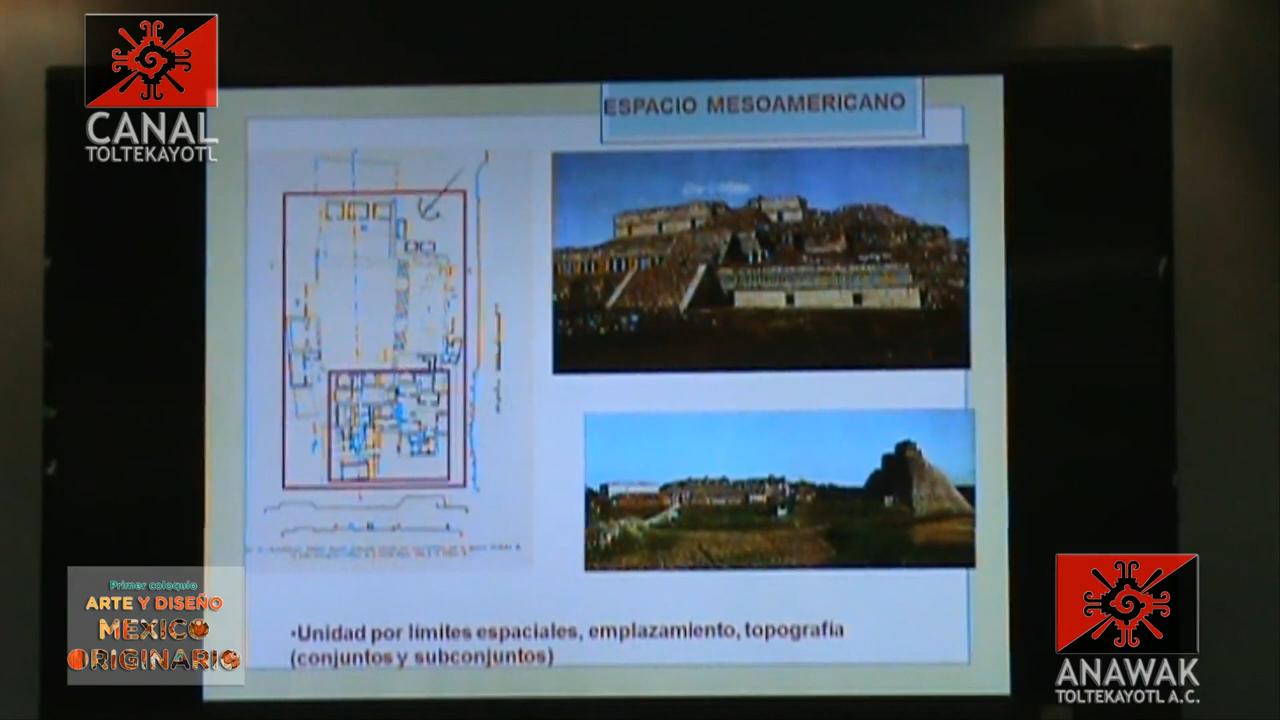 CANAL
TOLTEKAYOTL
ESPACIO MESOAMERICANO
•Unidad por límites espaciales, emplazamiento, topografía
(conjuntos y subconjuntos)
Primer coloquio
ARTE Y DISEÑO
MEXICO
ORIGINARIO
ANAWAK
TOLTEKAYOTL A.C.